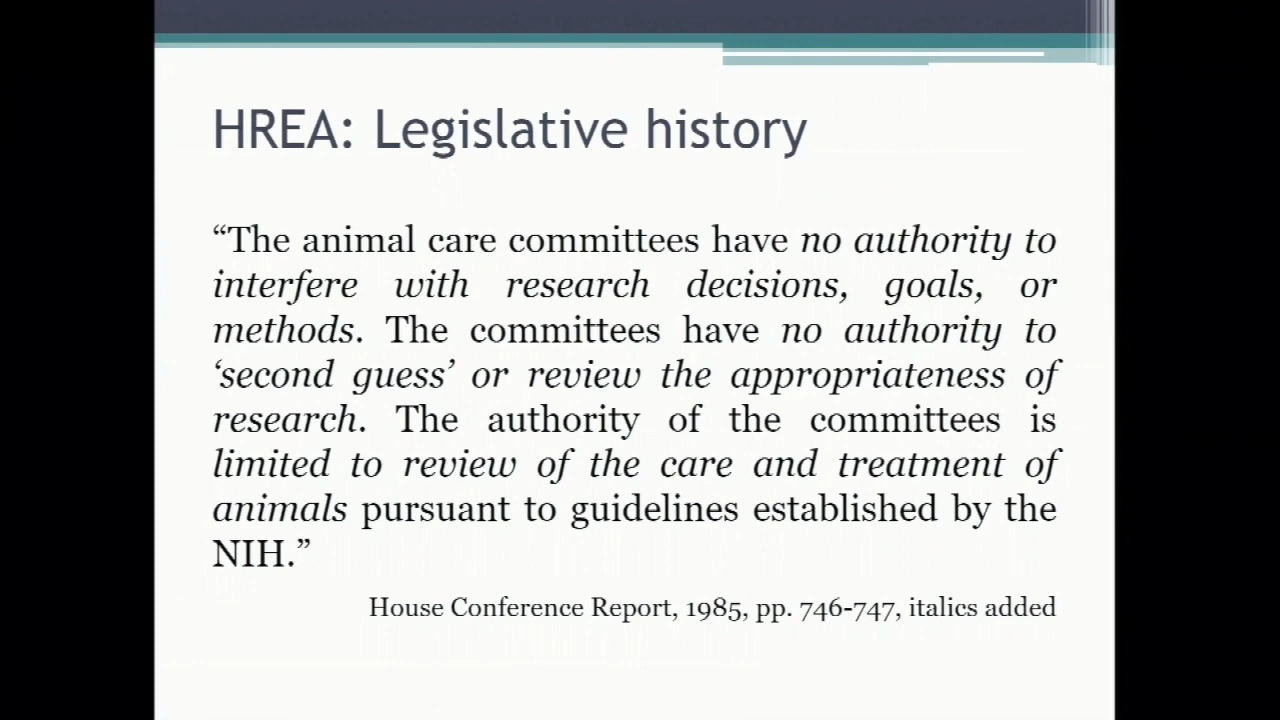 HREA: Legislative history
“The animal care committees have no authority to
interfere with research decisions, goals, or
methods. The committees have no authority to
‘second guess’ or review the appropriateness of
research. The authority of the committees is
limited to review of the care and treatment of
animals pursuant to guidelines established by the
NIH.”
House Conference Report, 1985, pp. 746-747, italics added